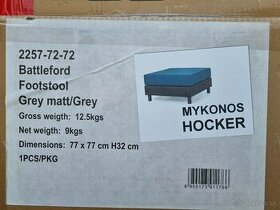 2257-72-72
Battleford
Footstool
Grey matt/Grey
Gross weigth: 12.5kgs
Net weigth: 9kgs
Dimensions: 77 x 77 cm H32 cm
1PCS/PKG
MYKONOS
HOCKER